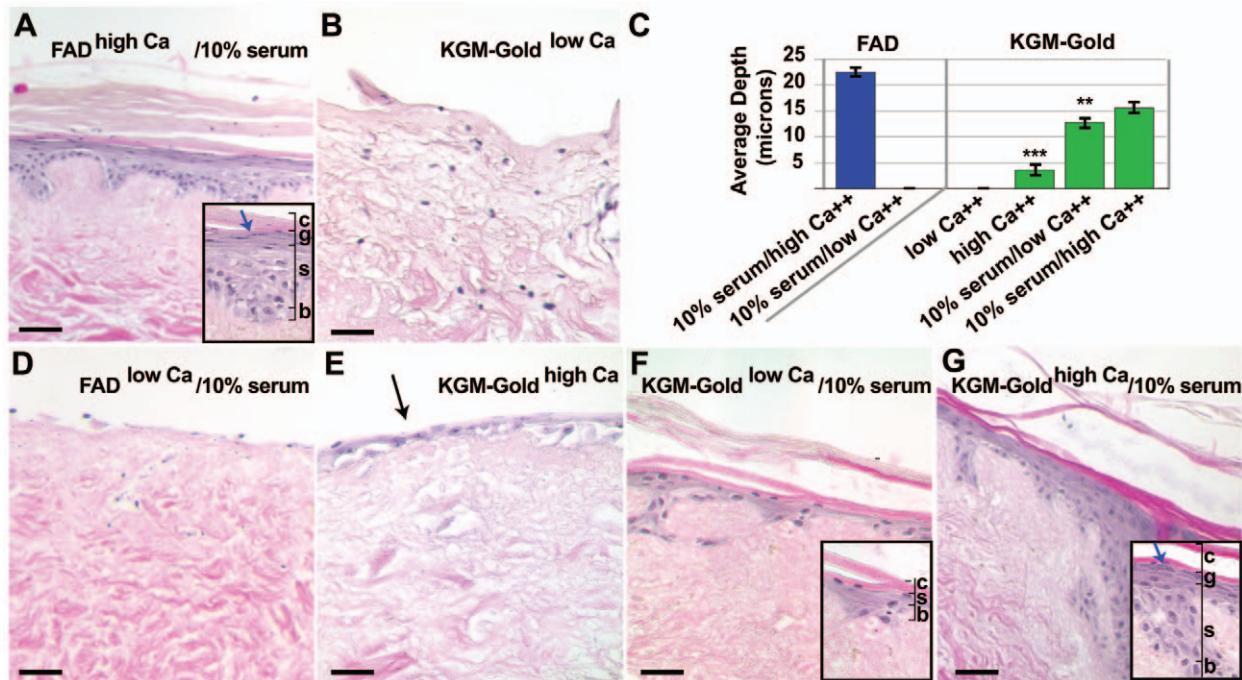 A
FAD high Ca /10% serum
c
g
s
b
B
KGM-Gold low Ca
C
FAD
KGM-Gold
Average Depth
(microns)
25
20
15
10
5
***
**
10% serum/high Ca++
10% serum/low Ca++
low Ca++
high Ca++
10% serum/low Ca++
10% serum/high Ca++
D
FAD low Ca /10% serum
E
KGM-Gold high Ca
F
KGM-Gold low Ca /10% serum
c
s
b
G
KGM-Gold high Ca /10% serum
c
g
s
b